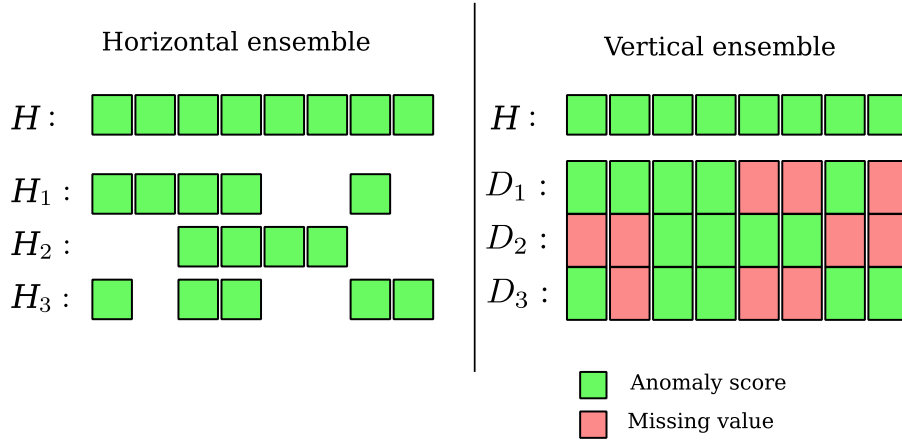 Horizontal ensemble
H:
H₁:
H₂:
H₃:
Vertical ensemble
H:
D₁:
D₂:
D₃:
Anomaly score
Missing value